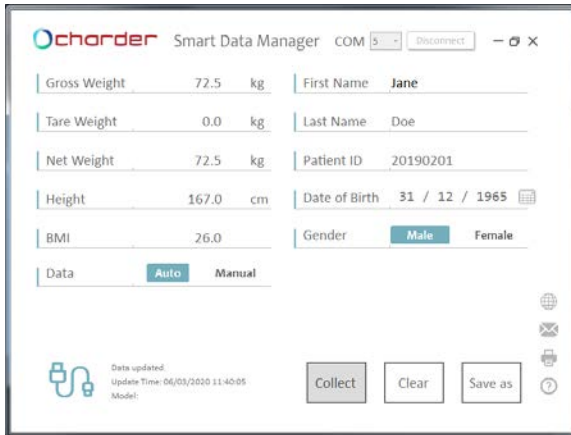 charder Smart Data Manager COM 5 Disconnect
Gross Weight 72.5 kg
Tare Weight 0.0 kg
Net Weight 72.5 kg
Height 167.0 cm
BMI 26.0
Data Auto Manual
First Name Jane
Last Name Doe
Patient ID 20190201
Date of Birth 31 / 12 / 1965
Gender Male Female
Data updated.
Update Time: 06/03/2020 11:40:05
Model:
Collect Clear Save as